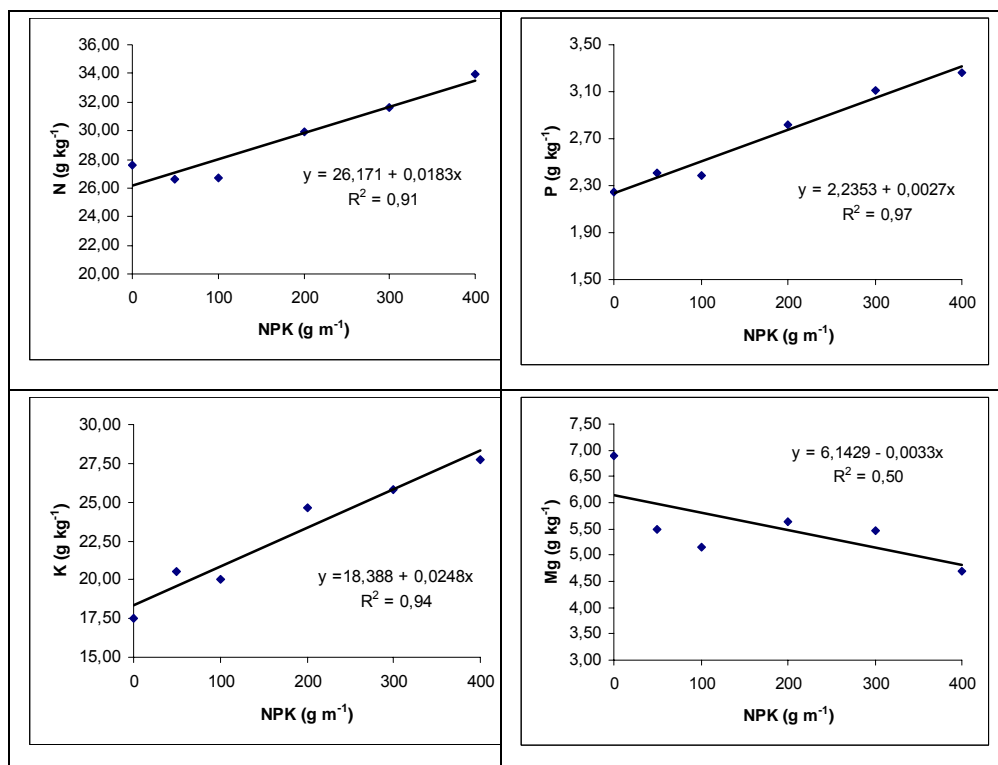 36,00
34,00
32,00
30,00
28,00
26,00
24,00
22,00
20,00
N (g kg⁻¹)
y = 26,171 + 0,0183x
R² = 0,91
0 100 200 300 400
NPK (g m⁻¹)
3,50
3,10
2,70
2,30
1,90
1,50
P (g kg⁻¹)
y = 2,2353 + 0,0027x
R² = 0,97
0 100 200 300 400
NPK (g m⁻¹)
30,00
27,50
25,00
22,50
20,00
17,50
15,00
K (g kg⁻¹)
y =18,388 + 0,0248x
R² = 0,94
0 100 200 300 400
NPK (g m⁻¹)
7,50
7,00
6,50
6,00
5,50
5,00
4,50
4,00
3,50
3,00
Mg (g kg⁻¹)
y = 6,1429 - 0,0033x
R² = 0,50
0 100 200 300 400
NPK (g m⁻¹)